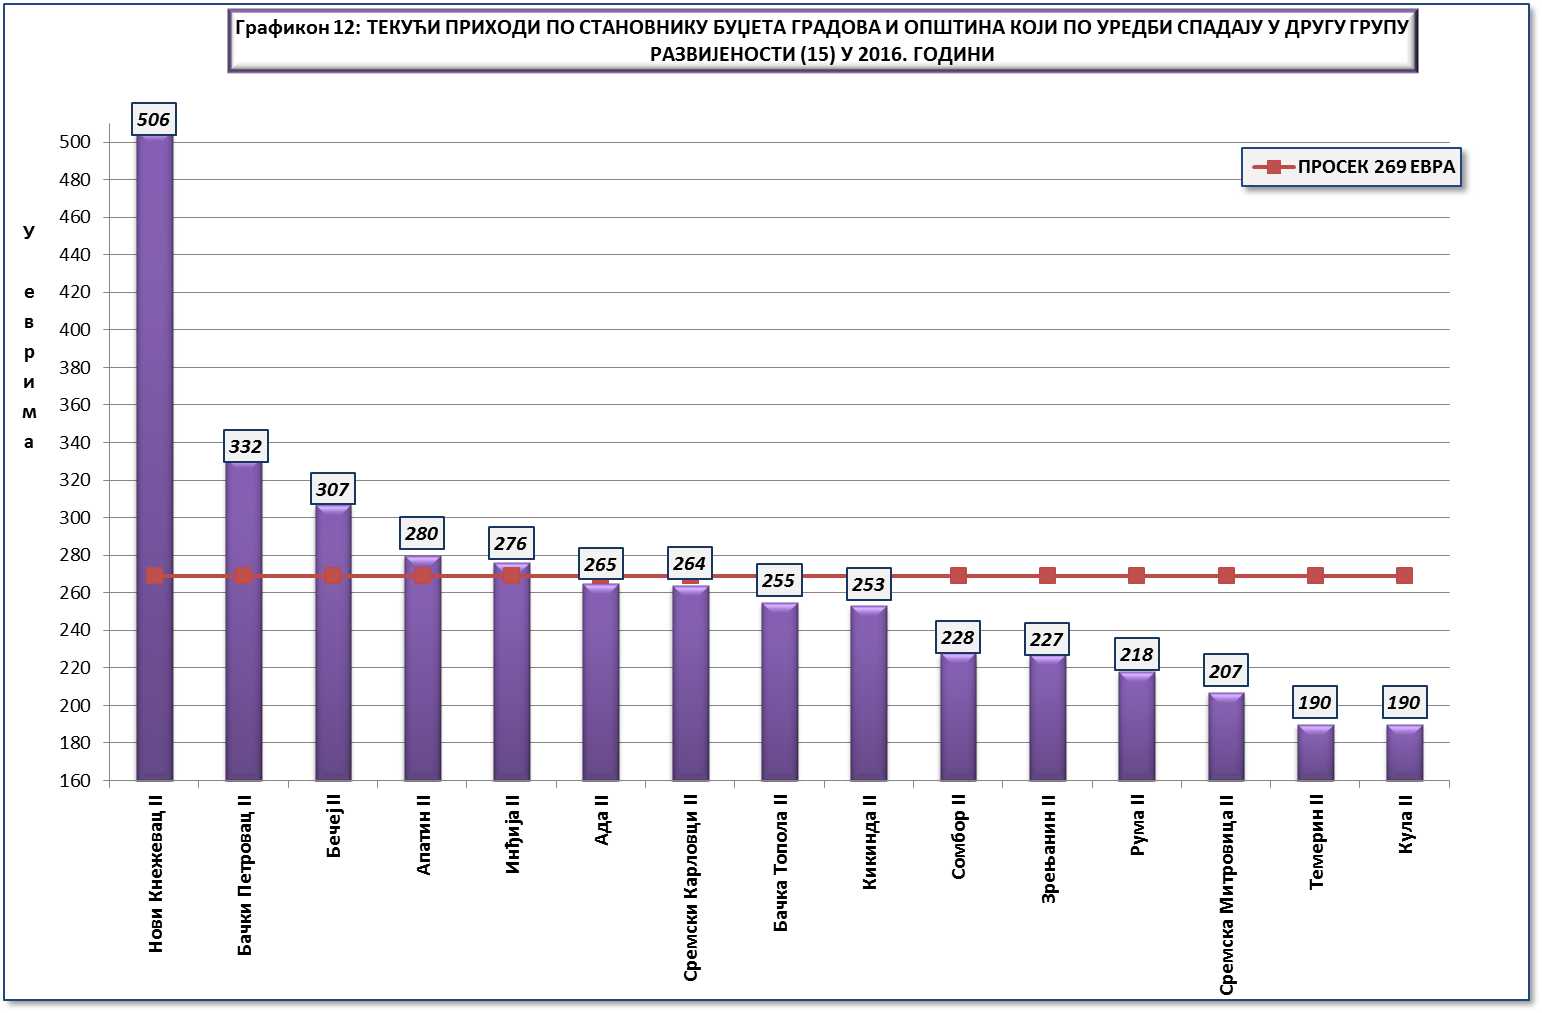 Графикон 12: ТЕКУЋИ ПРИХОДИ ПО СТАНОВНИКУ БУЏЕТА ГРАДОВА И ОПШТИНА КОЈИ ПО УРЕДБИ СПАДАЈУ У ДРУГУ ГРУПУ
РАЗВИЈЕНОСТИ (15) У 2016. ГОДИНИ
ПРОСЕК 269 ЕВРА
У еврима
500
480
460
440
420
400
380
360
340
320
300
280
260
240
220
200
180
160
506
332
307
280
276
265
264
255
253
228
227
218
207
190
190
Нови Кнежевац II
Бачки Петровац II
Бечеј II
Апатин II
Инђија II
Ада II
Сремски Карловци II
Бачка Топола II
Кикинда II
Сомбор II
Зрењанин II
Рума II
Сремска Митровица II
Темерин II
Кула II